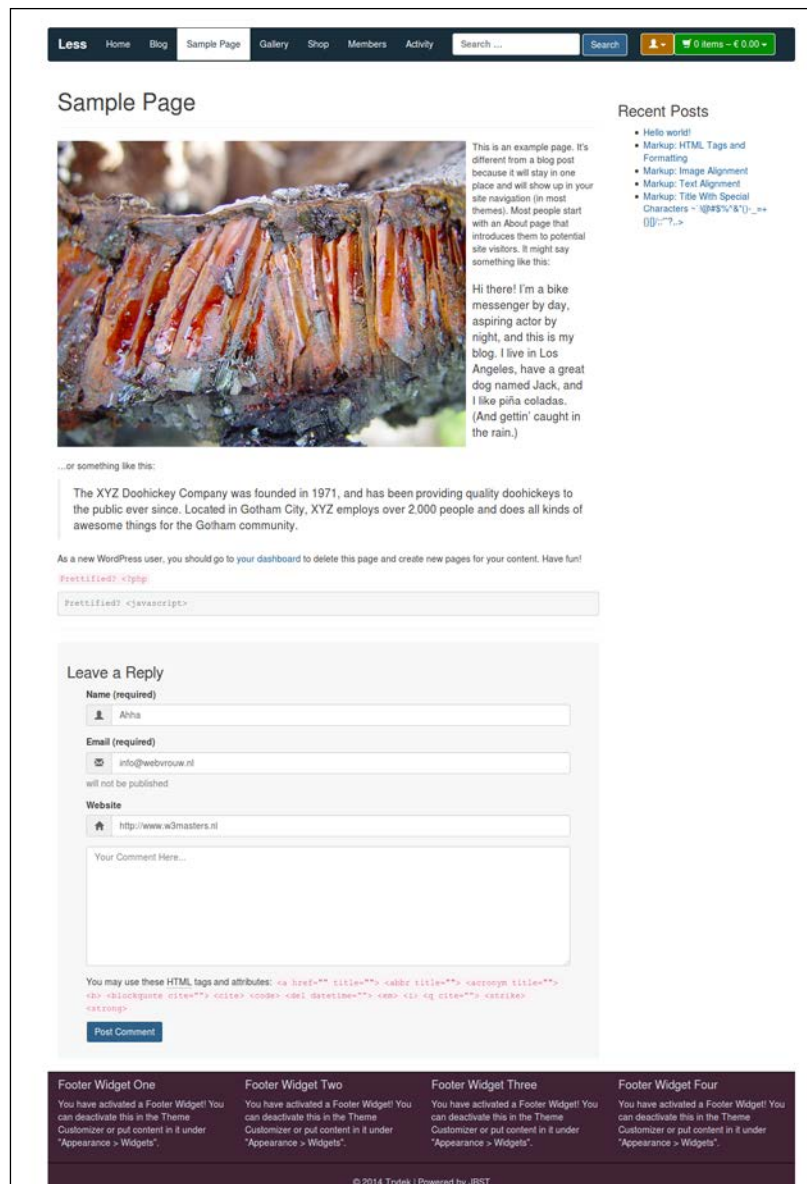 Less Home Blog Sample Page Gallery Shop Members Activity Search ... Search 0 items – € 0.00
Sample Page
This is an example page. It's
different from a blog post
because it will stay in one
place and will show up in your
site navigation (in most
themes). Most people start
with an About page that
introduces them to potential
site visitors. It might say
something like this:
Hi there! I'm a bike
messenger by day,
aspiring actor by
night, and this is my
blog. I live in Los
Angeles, have a great
dog named Jack, and
I like piña coladas.
(And gettin' caught in
the rain.)
...or something like this:
The XYZ Doohickey Company was founded in 1971, and has been providing quality doohickeys to
the public ever since. Located in Gotham City, XYZ employs over 2,000 people and does all kinds of
awesome things for the Gotham community.
As a new WordPress user, you should go to your dashboard to delete this page and create new pages for your content. Have fun!
Prettified? <?php
Prettified? <javascript>
Recent Posts
Hello world!
Markup: HTML Tags and
Formatting
Markup: Image Alignment
Markup: Text Alignment
Markup: Title With Special
Characters
Leave a Reply
Name (required)
Ahha
Email (required)
info@webvrouw.nl
will not be published
Website
http://www.w3masters.nl
Your Comment Here...
You may use these HTML tags and attributes: <a href="" title=""> <abbr title=""> <acronym title="">
<b> <blockquote cite=""> <cite> <code> <del datetime=""> <em> <i> <q cite=""> <strike>
<strong>
Post Comment
Footer Widget One
You have activated a Footer Widget! You
can deactivate this in the Theme
Customizer or put content in it under
"Appearance > Widgets".
Footer Widget Two
You have activated a Footer Widget! You
can deactivate this in the Theme
Customizer or put content in it under
"Appearance > Widgets".
Footer Widget Three
You have activated a Footer Widget! You
can deactivate this in the Theme
Customizer or put content in it under
"Appearance > Widgets".
Footer Widget Four
You have activated a Footer Widget! You
can deactivate this in the Theme
Customizer or put content in it under
"Appearance > Widgets".
© 2014 | Powered by JBST